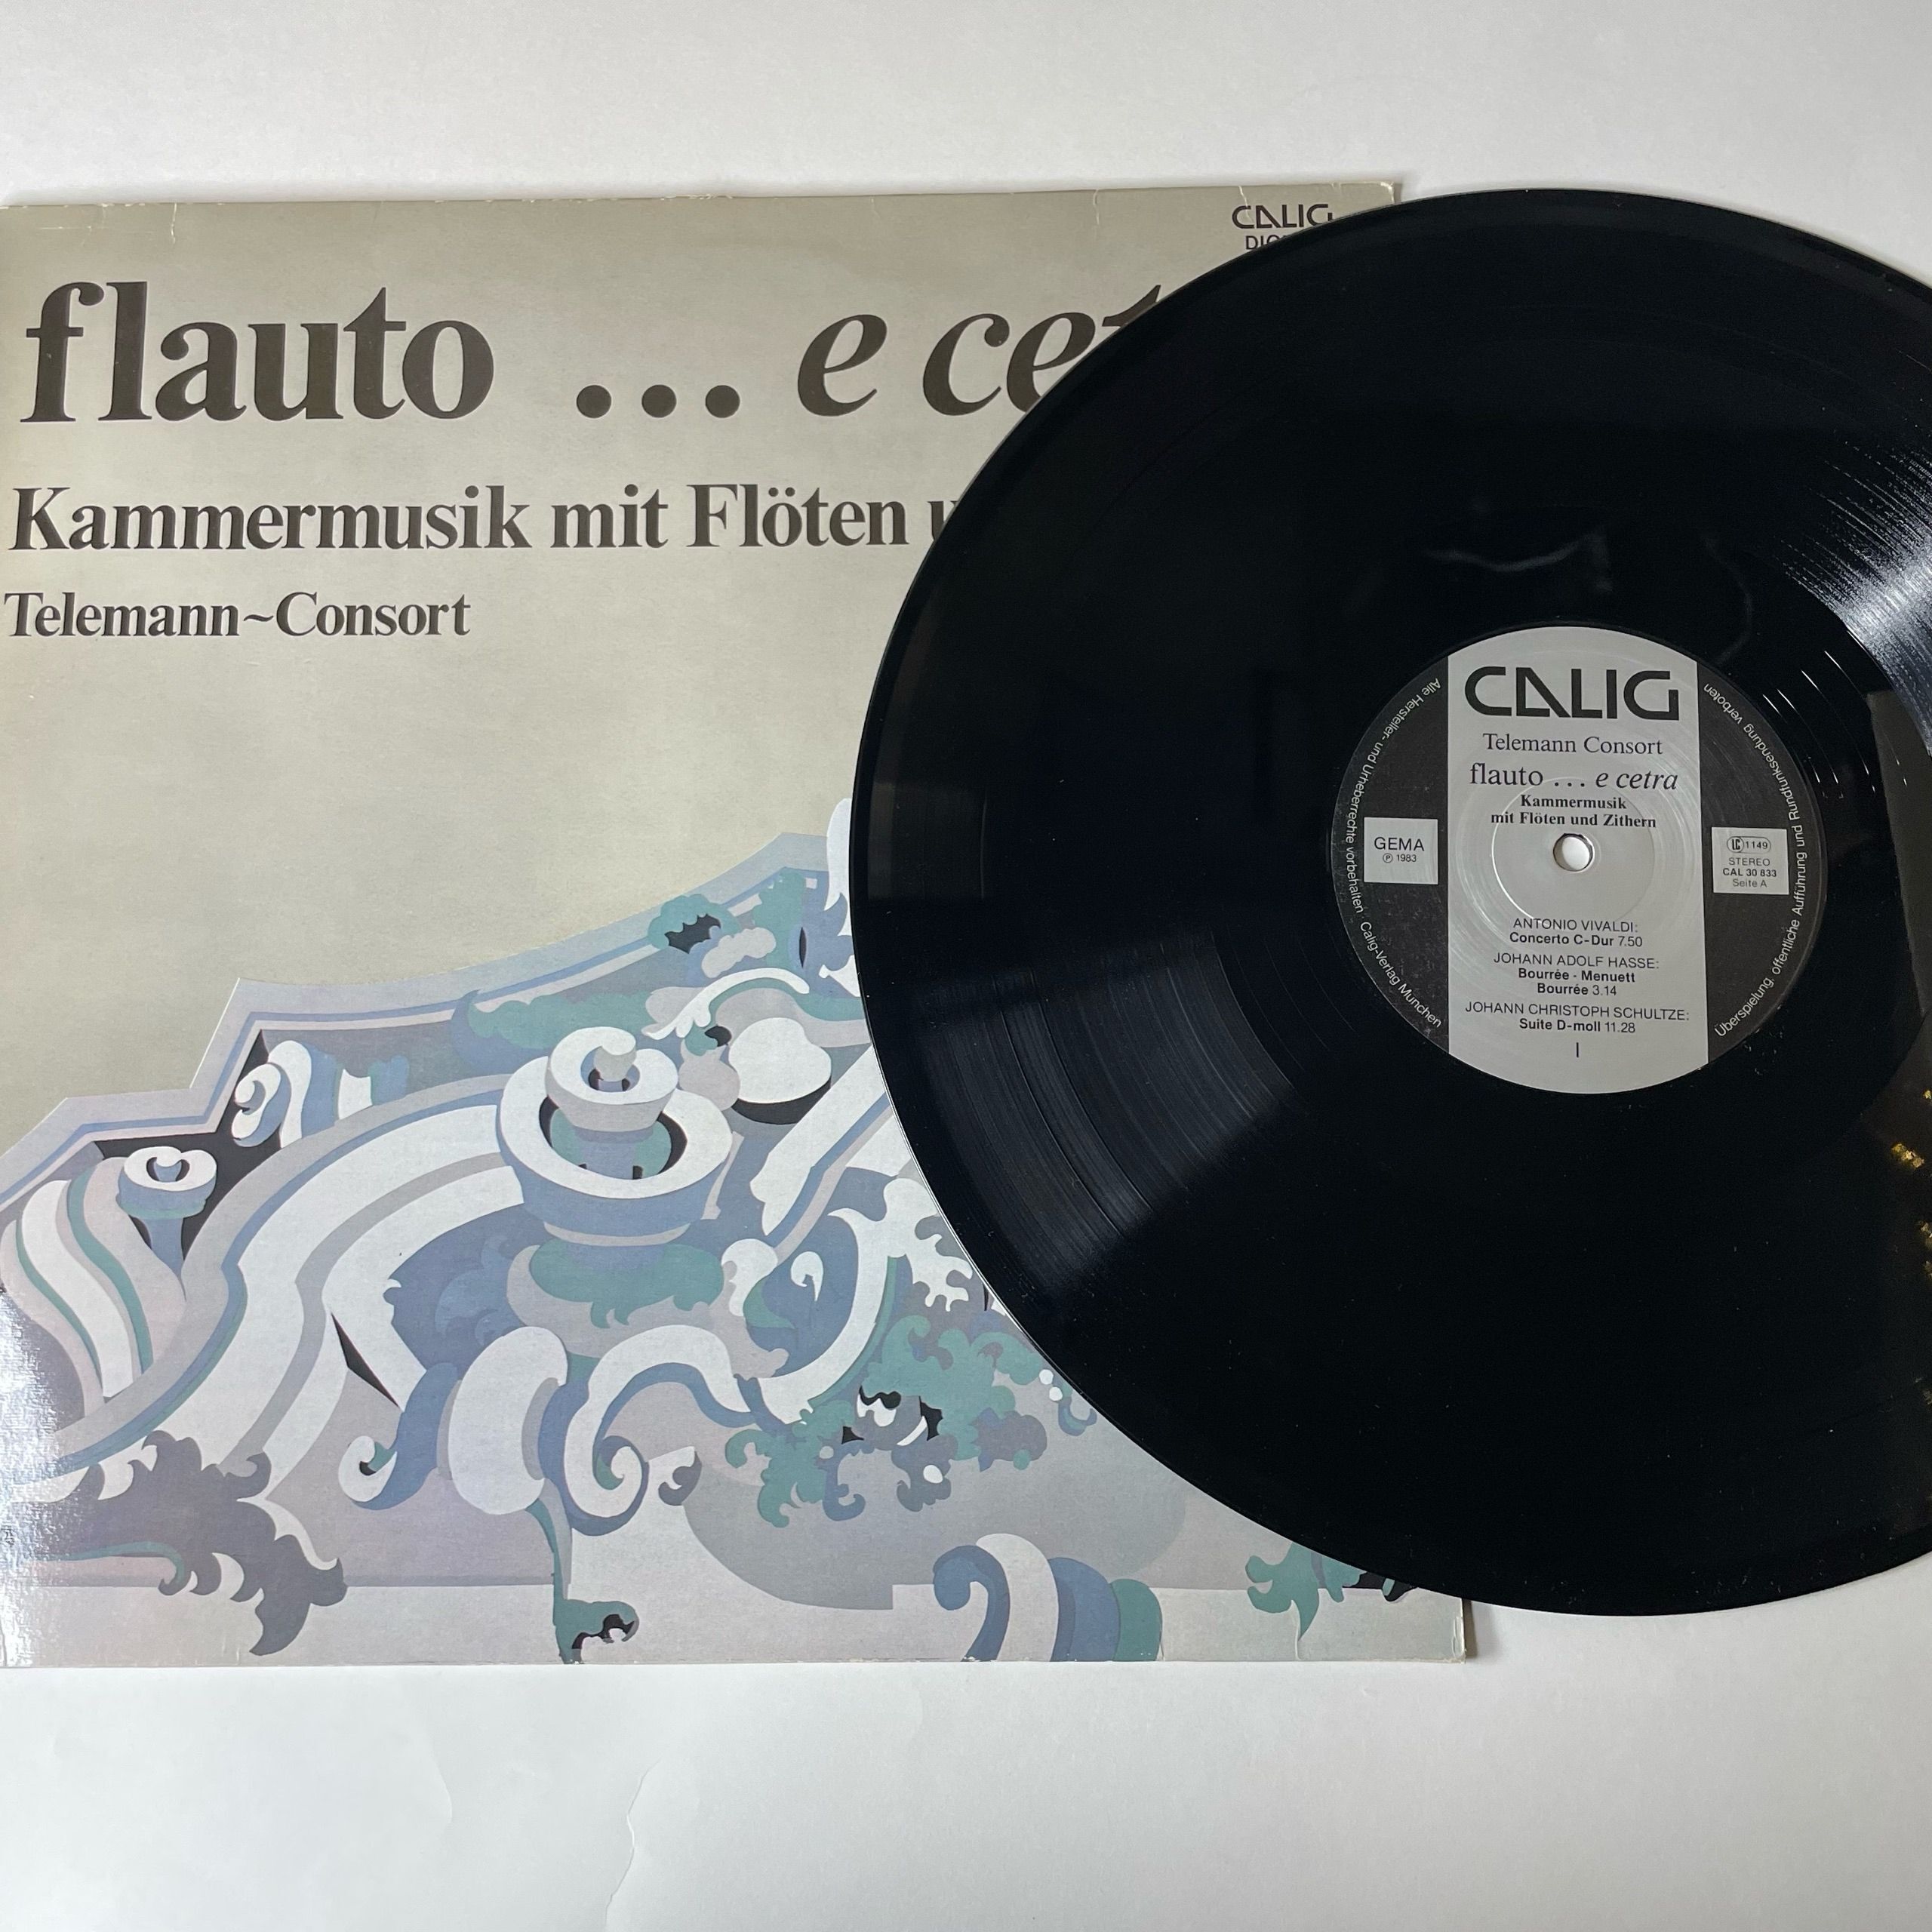 CALIG
flauto ... e cet
Kammermusik mit Flöten
Telemann~Consort
CALIG
Telemann Consort
flauto ... e cetra
Kammermusik
mit Flöten und Zithern
GEMA
Ⓟ 1983
LC 1149
STEREO
CAL 30 833
Seite A
ANTONIO VIVALDI:
Concerto C-Dur 7.50
JOHANN ADOLF HASSE:
Bourrée - Menuett
Bourrée 3.14
JOHANN CHRISTOPH SCHULTZE:
Suite D-moll 11.28
I
Alle Hersteller- und Urheberrechte vorbehalten · Calig-Verlag München
Überspielung, öffentliche Aufführung und Rundfunksendung verboten